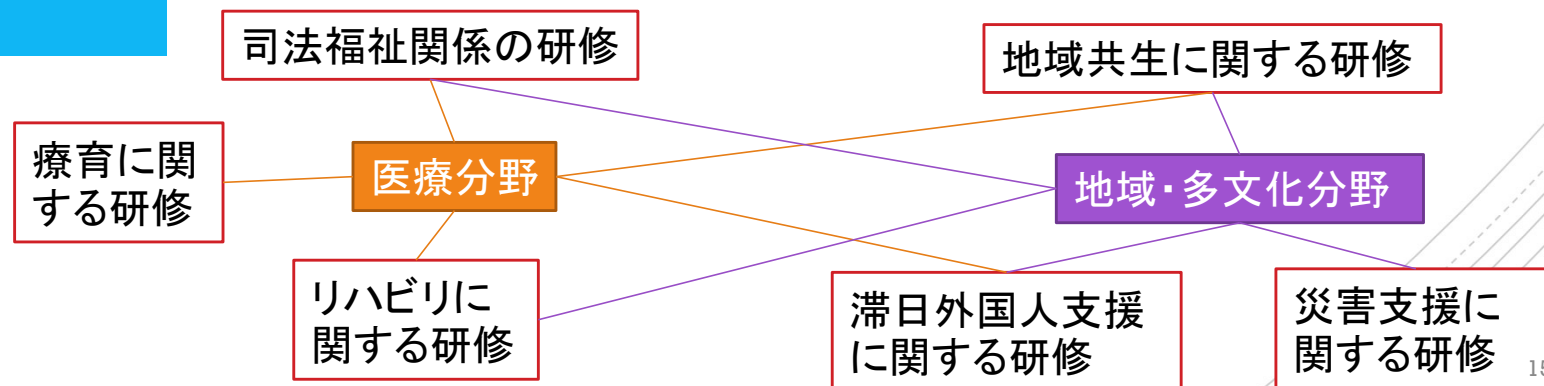 司法福祉関係の研修
地域共生に関する研修
療育に関
する研修
医療分野
地域・多文化分野
リハビリに
関する研修
滞日外国人支援
に関する研修
災害支援に
関する研修
15